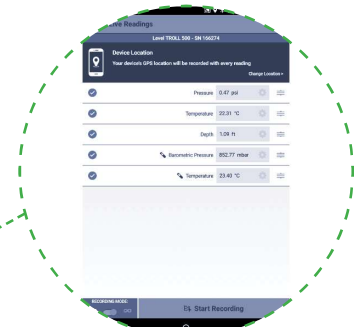 ve Readings
Level TROLL 500 - SN 166274
Device Location
Your device's GPS location will be recorded with every reading
Change Location
Pressure 0.47 psi
Temperature 22.31 °C
Depth 1.09 ft
Barometric Pressure 852.77 mbar
Temperature 23.40 °C
RECORDING MODE
OFF
Start Recording